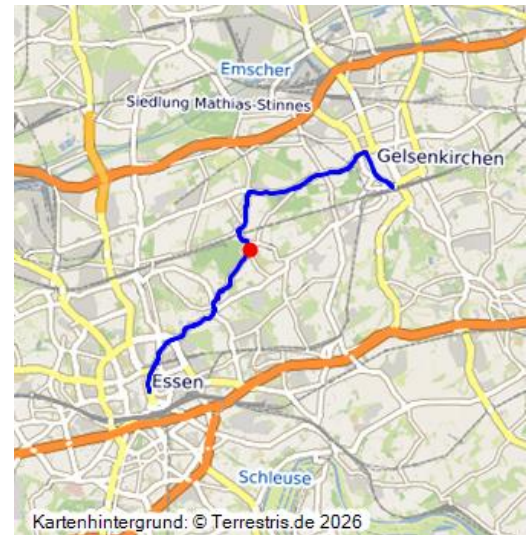 Emscher
Siedlung Mathias-Stinnes
Gelsenkirchen
Essen
Schleuse
Kartenhintergrund: © Terrestris.de 2026